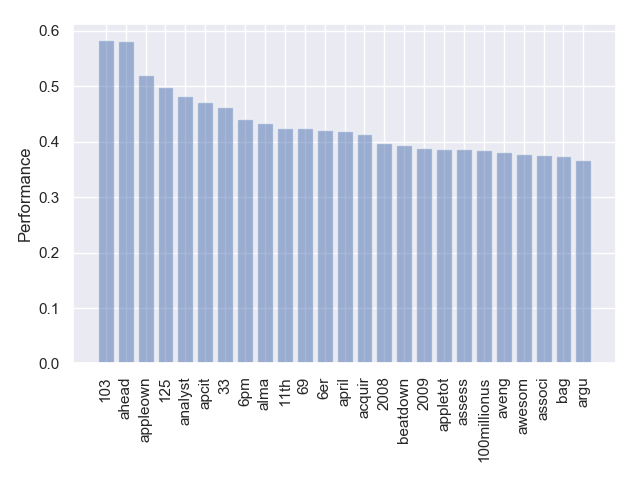 Performance
0.6
0.5
0.4
0.3
0.2
0.1
0.0
103
ahead
appleown
125
analyst
apcit
33
6pm
alma
11th
69
6er
april
acquir
2008
beatdown
2009
appletot
assess
100millionus
aveng
awesom
associ
bag
argu